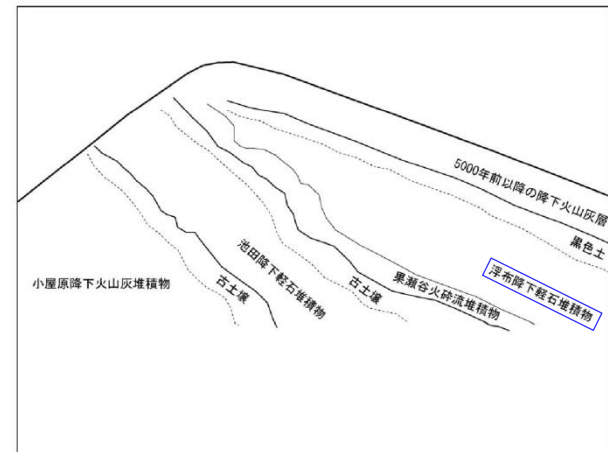 5000年前以降の降下火山灰層
黒色土
浮布降下軽石堆積物
果瀬谷火砕流堆積物
古土壌
池田降下軽石堆積物
古土壌
小屋原降下火山灰堆積物